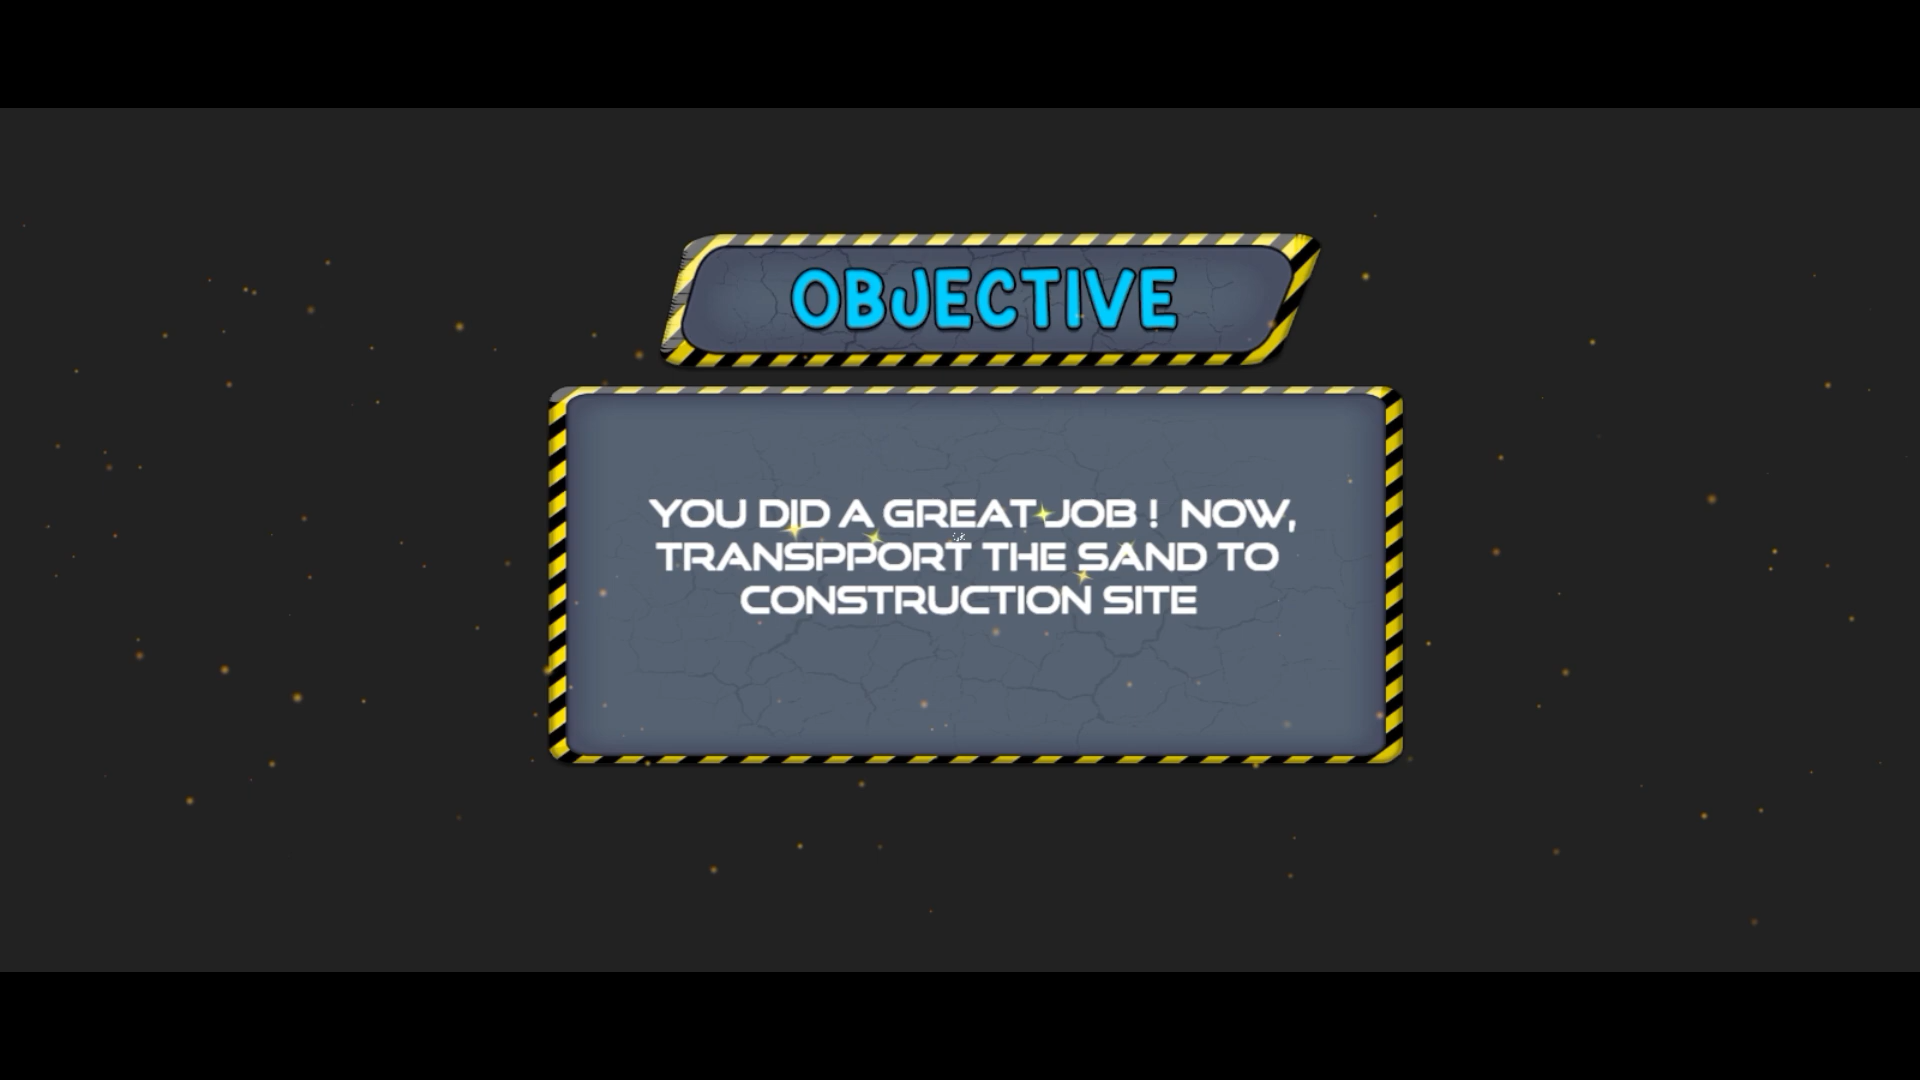 OBJECTIVE
YOU DID A GREAT JOB ! NOW,
TRANSPPORT THE SAND TO
CONSTRUCTION SITE